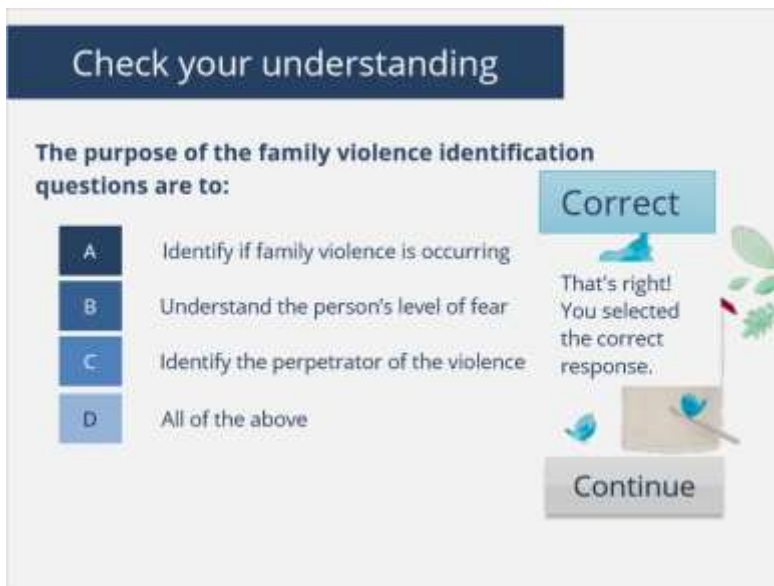 Check your understanding
The purpose of the family violence identification
questions are to:
A Identify if family violence is occurring
B Understand the person's level of fear
C Identify the perpetrator of the violence
D All of the above
Correct
That's right!
You selected
the correct
response.
Continue